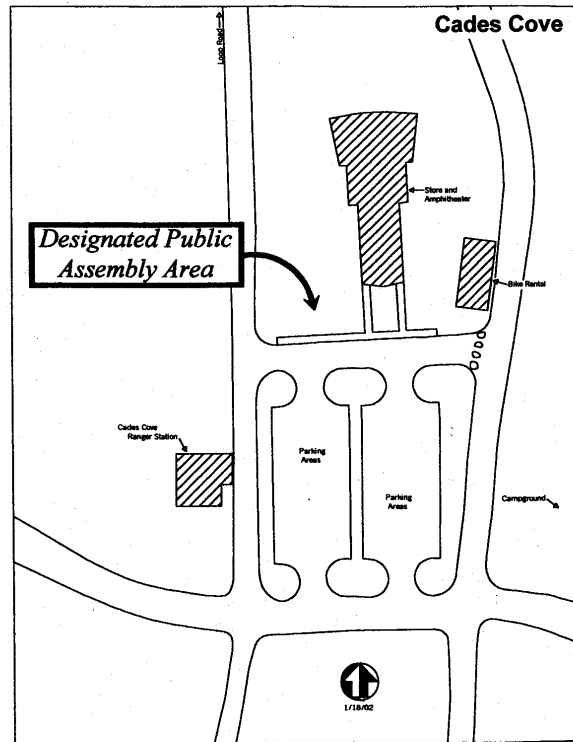 Cades Cove
Loop Road
Store and
Amphitheater
Designated Public
Assembly Area
Bike Rental
Cades Cove
Ranger Station
Parking
Areas
Parking
Areas
Campground
1/18/02